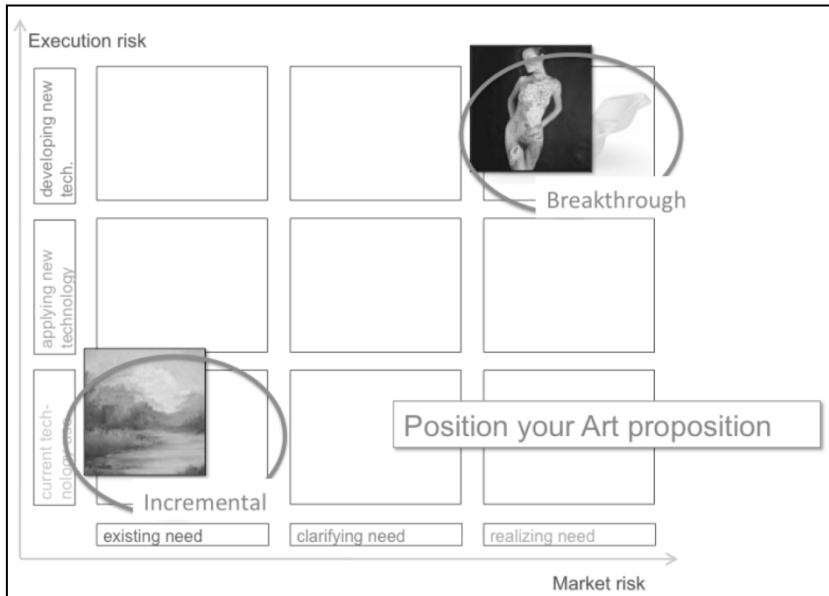 Execution risk
developing new
tech.
Breakthrough
applying new
technology
Position your Art proposition
current tech-
nology use
Incremental
existing need
clarifying need
realizing need
Market risk